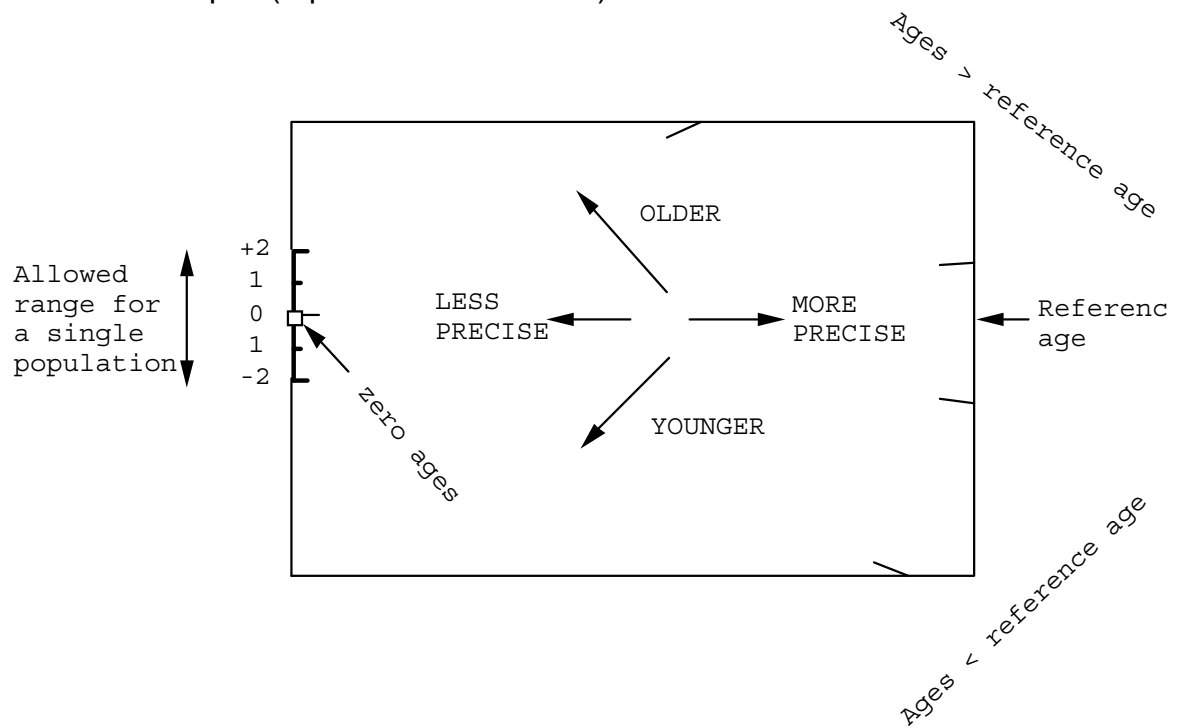 Ages > reference age
OLDER
+2
1
0
1
-2
Allowed
range for
a single
population
LESS
PRECISE
MORE
PRECISE
Referenc
age
zero ages
YOUNGER
Ages < reference age